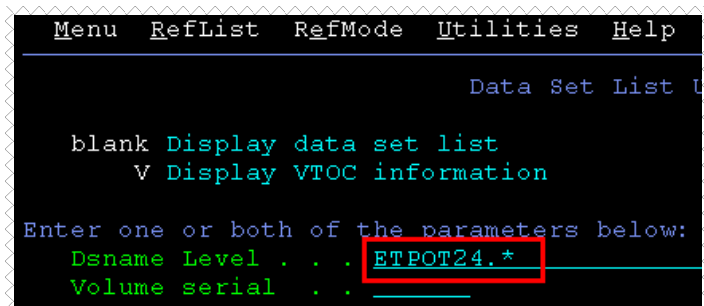 Menu RefList RefMode Utilities Help
Data Set List
blank Display data set list
V Display VTOC information
Enter one or both of the parameters below:
Dsname Level . . . ETPOT24.*
Volume serial . .